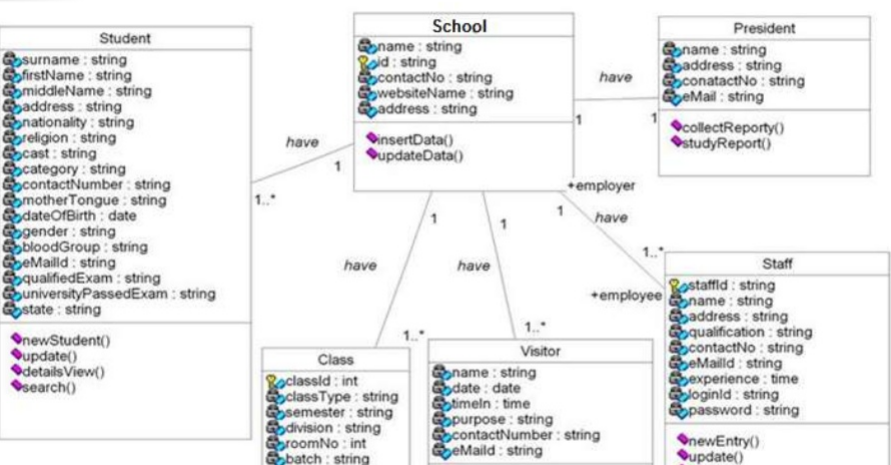 Student
surname : string
firstName : string
middleName : string
address : string
nationality : string
religion : string
cast : string
category : string
contactNumber : string
motherTongue : string
dateOfBirth : date
gender : string
bloodGroup : string
eMailId : string
qualifiedExam : string
universityPassedExam : string
state : string
newStudent()
update()
detailsView()
search()
have
1
1..*
School
name : string
id : string
contactNo : string
websiteName : string
address : string
insertData()
updateData()
have
1
1
President
name : string
address : string
conatactNo : string
eMail : string
collectReporty()
studyReport()
+employer
1
have
1..*
+employee
1
have
1..*
1
have
1..*
Class
classId : int
classType : string
semester : string
division : string
roomNo : int
batch : string
Visitor
name : string
date : date
timeIn : time
purpose : string
contactNumber : string
eMaild : string
Staff
staffId : string
name : string
address : string
qualification : string
contactNo : string
eMailId : string
experience : time
loginId : string
password : string
newEntry()
update()